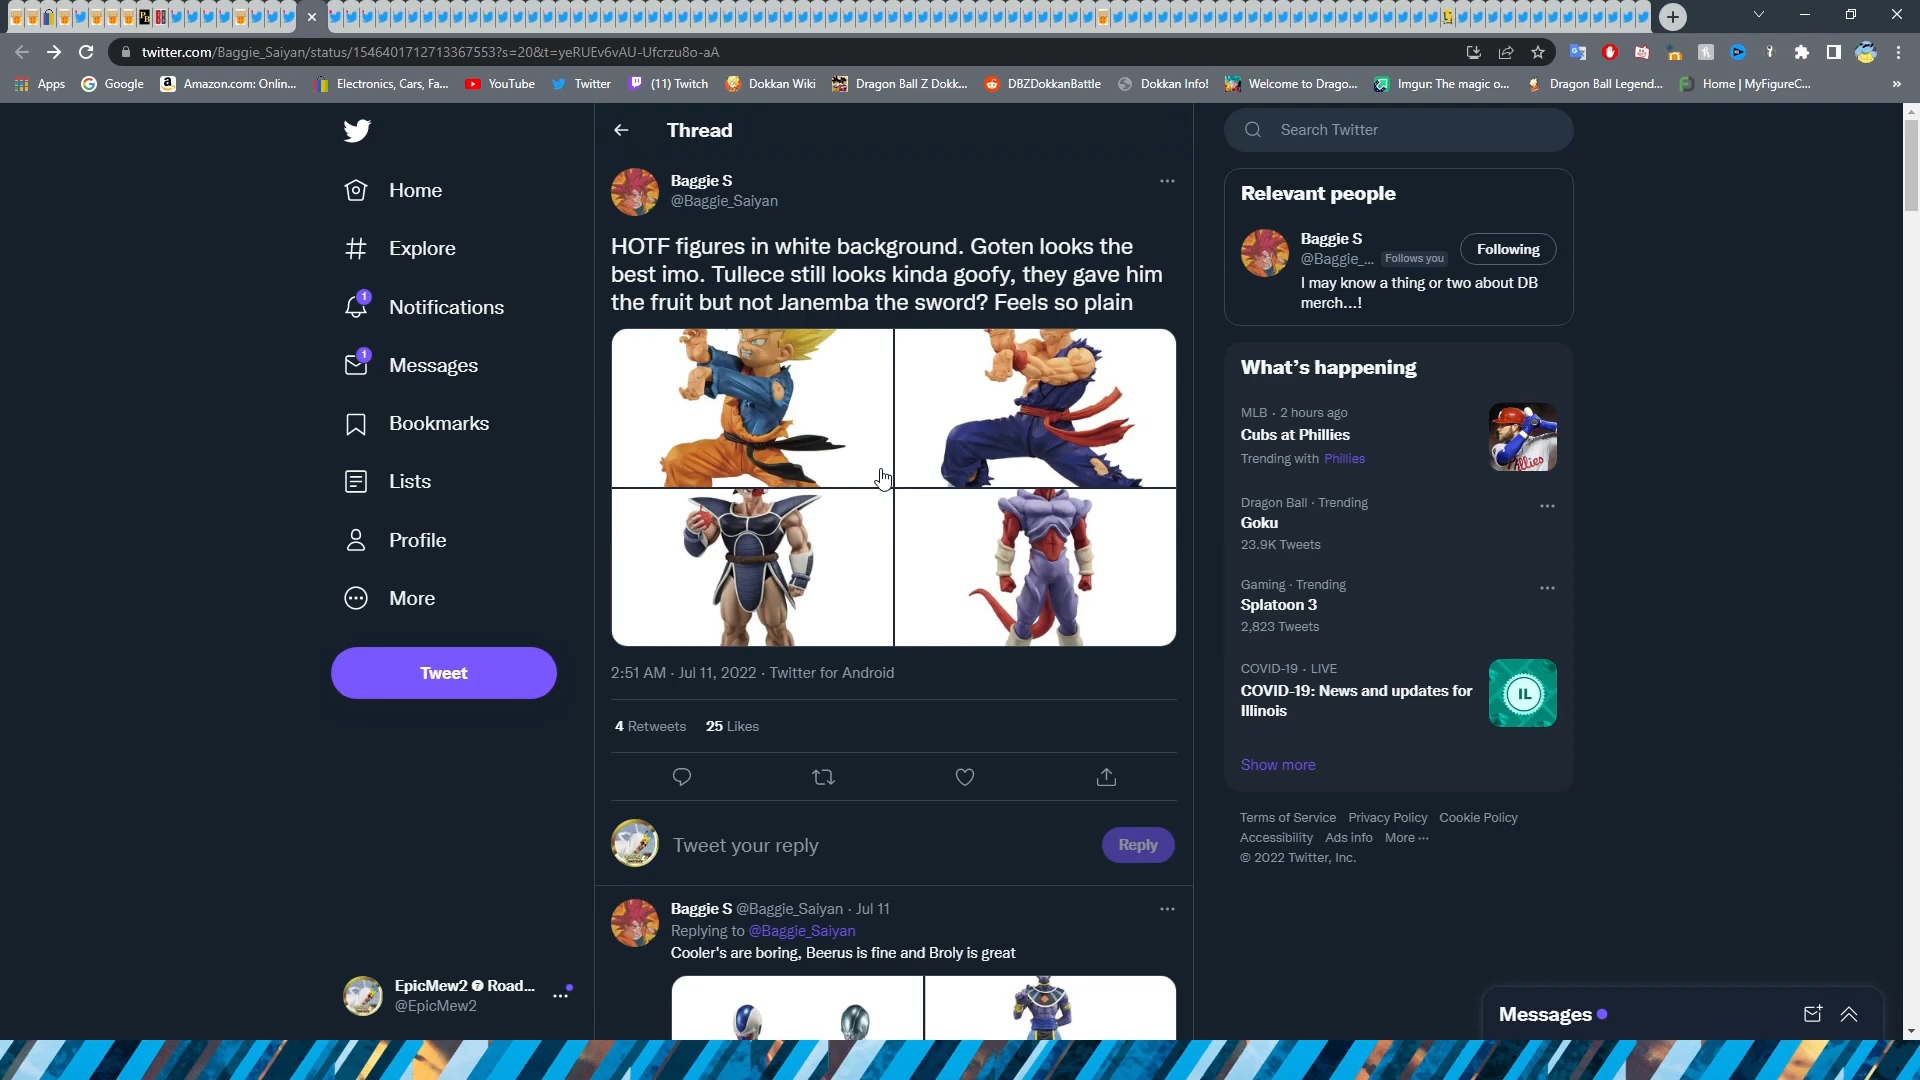 twitter.com/Baggie_Saiyan/status/1546401712713367553?s=20&t=yeRUEv6vAU-Ufcrzu8o-aA
Apps
Google
Amazon.com: Onlin...
Electronics, Cars, Fa...
YouTube
Twitter
(11) Twitch
Dokkan Wiki
Dragon Ball Z Dokk...
DBZDokkanBattle
Dokkan Info!
Welcome to Drago...
Imgur: The magic o...
Dragon Ball Legend...
Home | MyFigureC...
»
Home
Explore
1
Notifications
1
Messages
Bookmarks
Lists
Profile
More
Tweet
EpicMew2 7 Road...
@EpicMew2
Thread
Baggie S
@Baggie_Saiyan
HOTF figures in white background. Goten looks the
best imo. Tullece still looks kinda goofy, they gave him
the fruit but not Janemba the sword? Feels so plain
2:51 AM · Jul 11, 2022 · Twitter for Android
4 Retweets 25 Likes
Tweet your reply
Reply
Baggie S @Baggie_Saiyan · Jul 11
Replying to @Baggie_Saiyan
Cooler's are boring, Beerus is fine and Broly is great
Search Twitter
Relevant people
Baggie S
@Baggie_... Follows you
Following
I may know a thing or two about DB
merch...!
What's happening
MLB · 2 hours ago
Cubs at Phillies
Trending with Phillies
Phillies
Dragon Ball · Trending
Goku
23.9K Tweets
Gaming · Trending
Splatoon 3
2,823 Tweets
COVID-19 · LIVE
COVID-19: News and updates for
Illinois
IL
Show more
Terms of Service Privacy Policy Cookie Policy
Accessibility Ads info More ···
© 2022 Twitter, Inc.
Messages